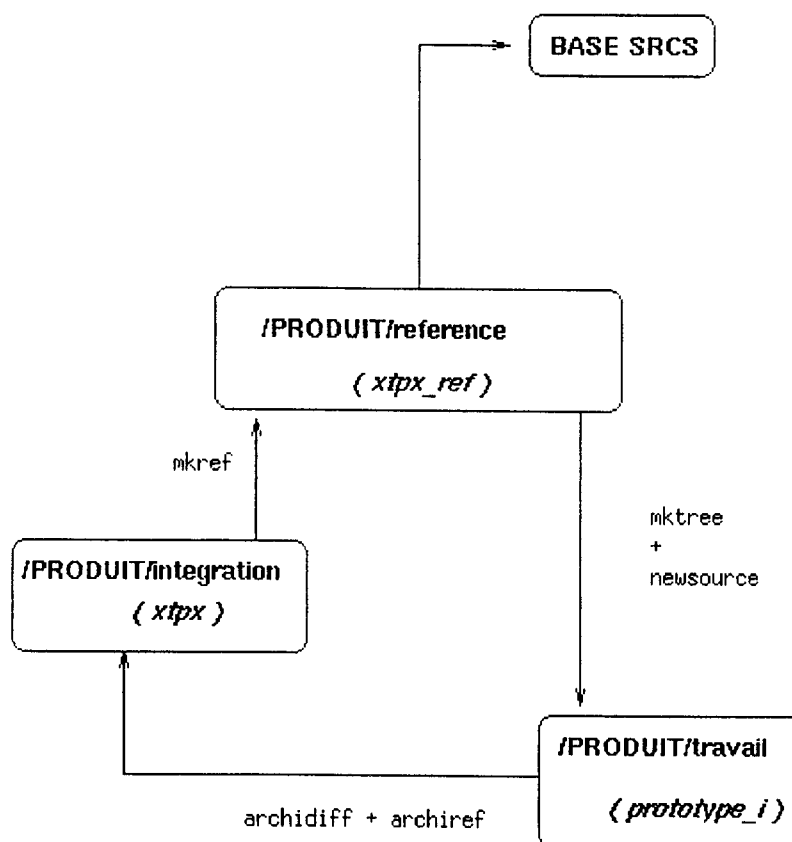 BASE SRCS
/PRODUIT/reference
( xtpx_ref )
mkref
mktree
+
newsource
/PRODUIT/integration
( xtpx )
/PRODUIT/travail
( prototype_i )
archidiff + archiref